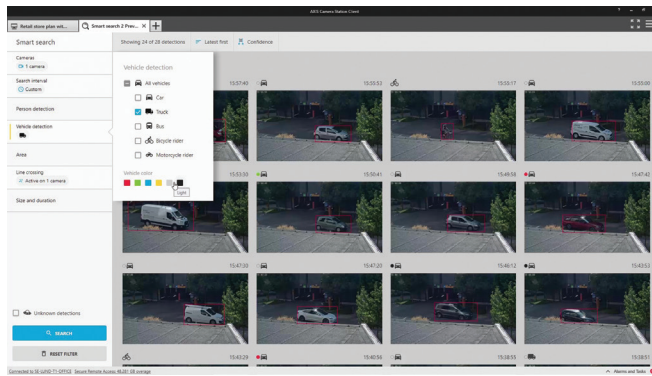 AXIS Camera Station Client
Retail store plan wit...
Smart search 2 Prev... X
Smart search
Showing 24 of 28 detections
Latest first
Confidence
Cameras
1 camera
Search interval
Custom
Person detection
Vehicle detection
Area
Line crossing
Active on 1 camera
Size and duration
Unknown detections
SEARCH
RESET FILTER
Vehicle detection
All vehicles
Car
Truck
Bus
Bicycle rider
Motorcycle rider
Vehicle color
Light
15:57:40
15:55:53
15:55:17
15:55:00
15:53:50
15:50:41
15:49:58
15:47:42
15:47:30
15:47:20
15:46:12
15:43:53
15:43:29
15:40:56
15:38:55
15:38:51
Alarms and Tasks